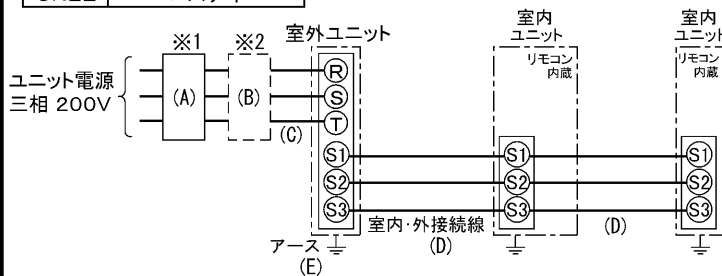 ※1
※2
室外ユニット
室内
ユニット
室内
ユニット
リモコン
内蔵
リモコン
内蔵
ユニット電源
三相 200V
(A)
(B)
(C)
R
S
T
S1
S2
S3
S1
S2
S3
S1
S2
S3
室内・外接続線
(D)
(D)
アース
(E)